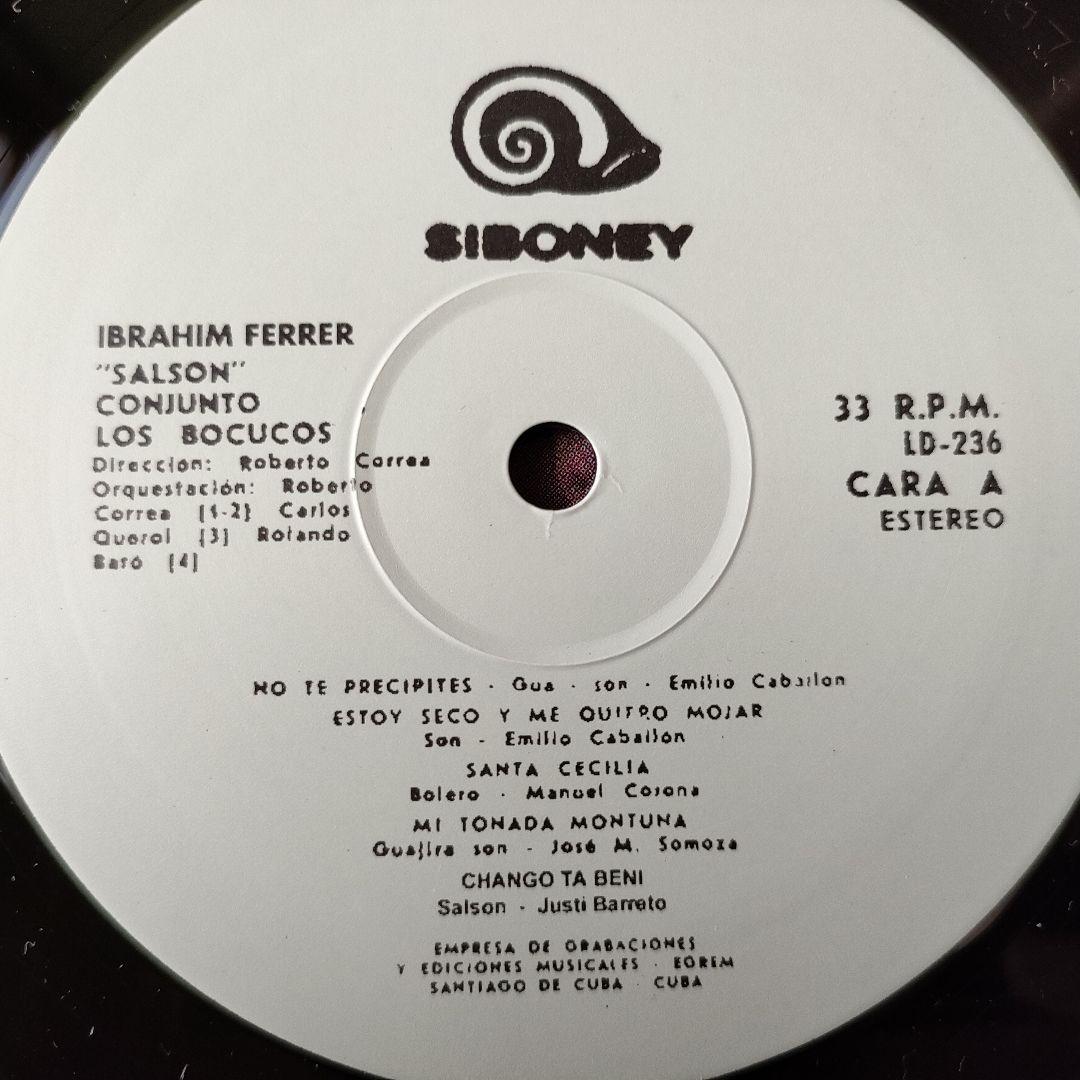 SIBONEY
IBRAHIM FERRER
"SALSON"
CONJUNTO
LOS BOCUCOS
Dirección: Roberto Correa
Orquestación: Roberto
Correa [1-2] Carlos
Querol [3] Rolando
Baró [4]
33 R.P.M.
LD-236
CARA A
ESTEREO
NO TE PRECIPITES - Gua - son - Emilio Caballon
ESTOY SECO Y ME QUIERO MOJAR
Son - Emilio Caballón
SANTA CECILIA
Bolero - Manuel Corona
MI TONADA MONTUNA
Guajira son - José M. Somoza
CHANGO TA BENI
Salson - Justi Barreto
EMPRESA DE GRABACIONES
Y EDICIONES MUSICALES - EGREM
SANTIAGO DE CUBA - CUBA